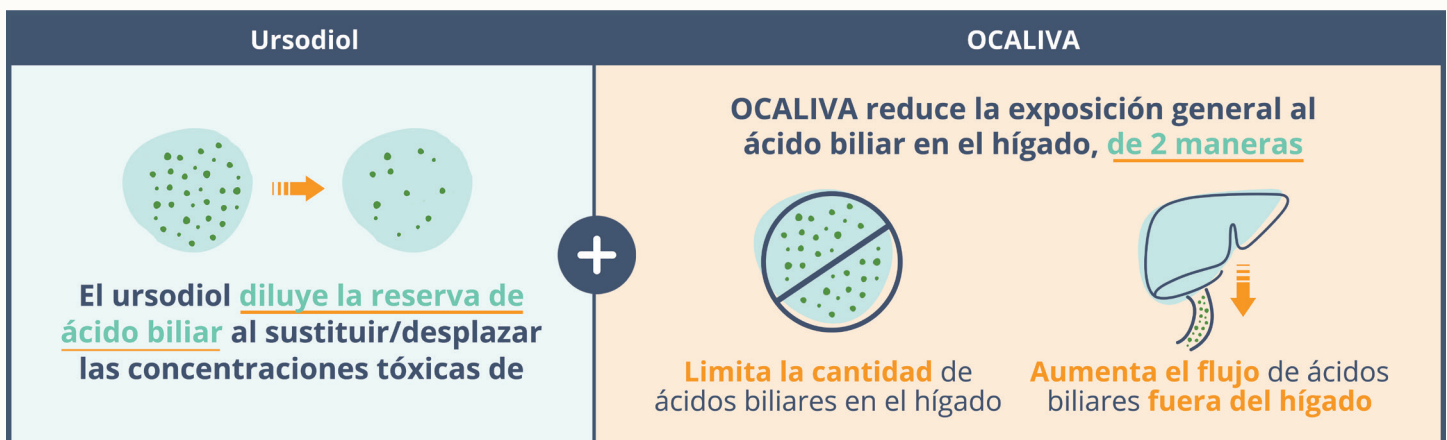 Ursodiol
El ursodiol diluye la reserva de
ácido biliar al sustituir/desplazar
las concentraciones tóxicas de
OCALIVA
OCALIVA reduce la exposición general al
ácido biliar en el hígado, de 2 maneras
Limita la cantidad de
ácidos biliares en el hígado
Aumenta el flujo de ácidos
biliares fuera del hígado